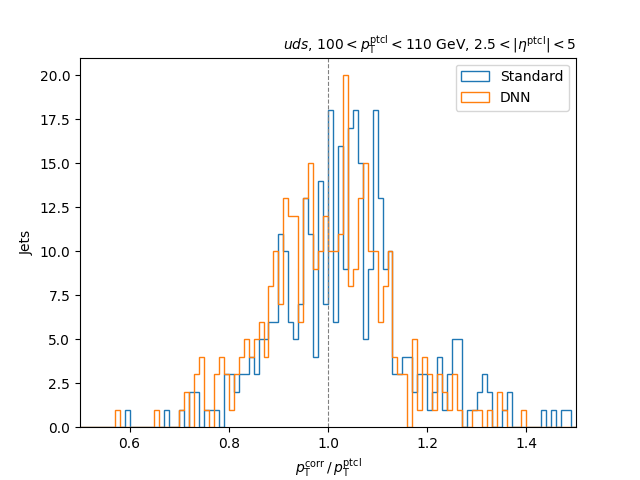 uds, 100 < p_T^ptcl < 110 GeV, 2.5 < |η^ptcl| < 5
20.0
17.5
15.0
12.5
10.0
7.5
5.0
2.5
0.0
Jets
Standard
DNN
0.6 0.8 1.0 1.2 1.4
p_T^corr / p_T^ptcl